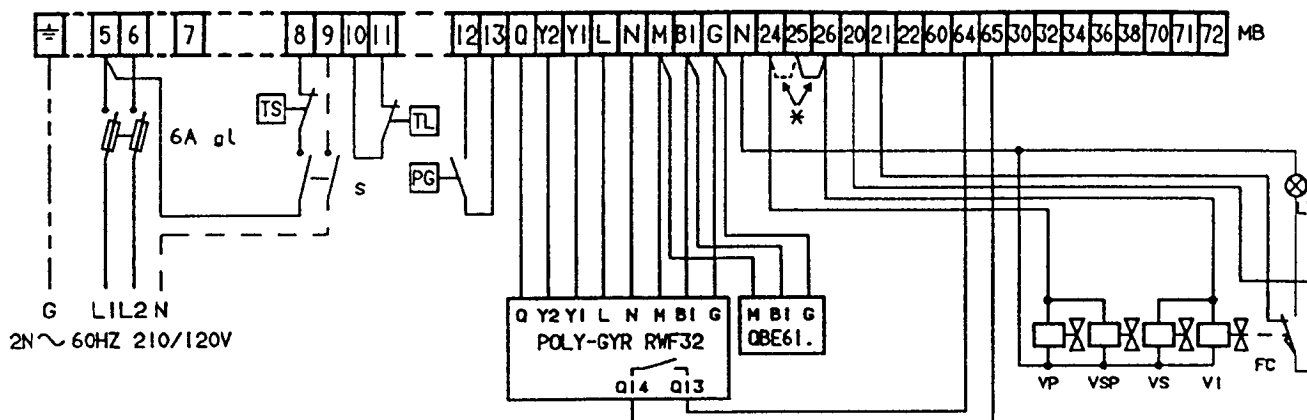 5 6 7 8 9 10 11 12 13 Q Y2 Y1 L N M B1 G N 24 25 26 20 21 22 60 64 65 30 32 34 36 38 70 71 72 MB
TS
6A gl
TL
S
PG
*
G L1 L2 N
2N ~ 60HZ 210/120V
Q Y2 Y1 L N M B1 G
POLY-GYR RWF32
Q14 Q13
M B1 G
QBE61.
FC
VP VSP VS V1